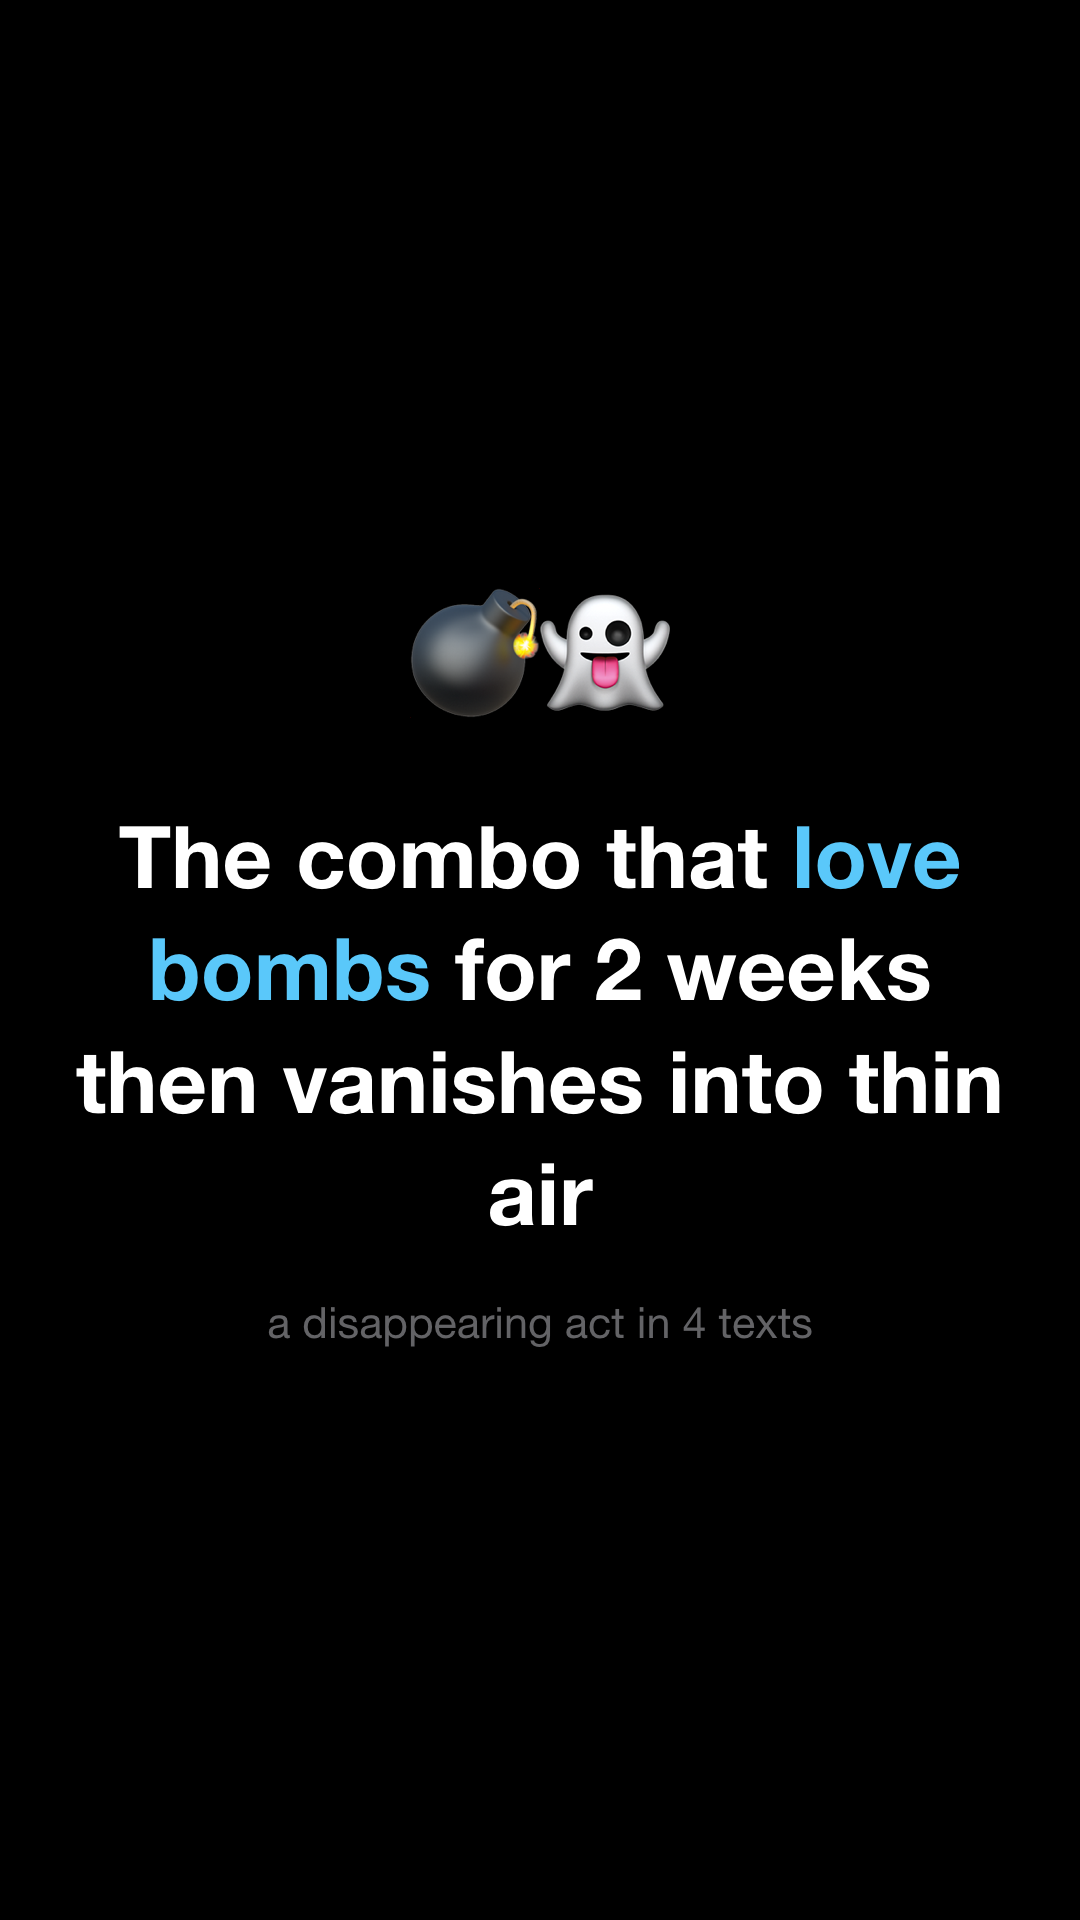 The combo that love
bombs for 2 weeks
then vanishes into thin
air
a disappearing act in 4 texts